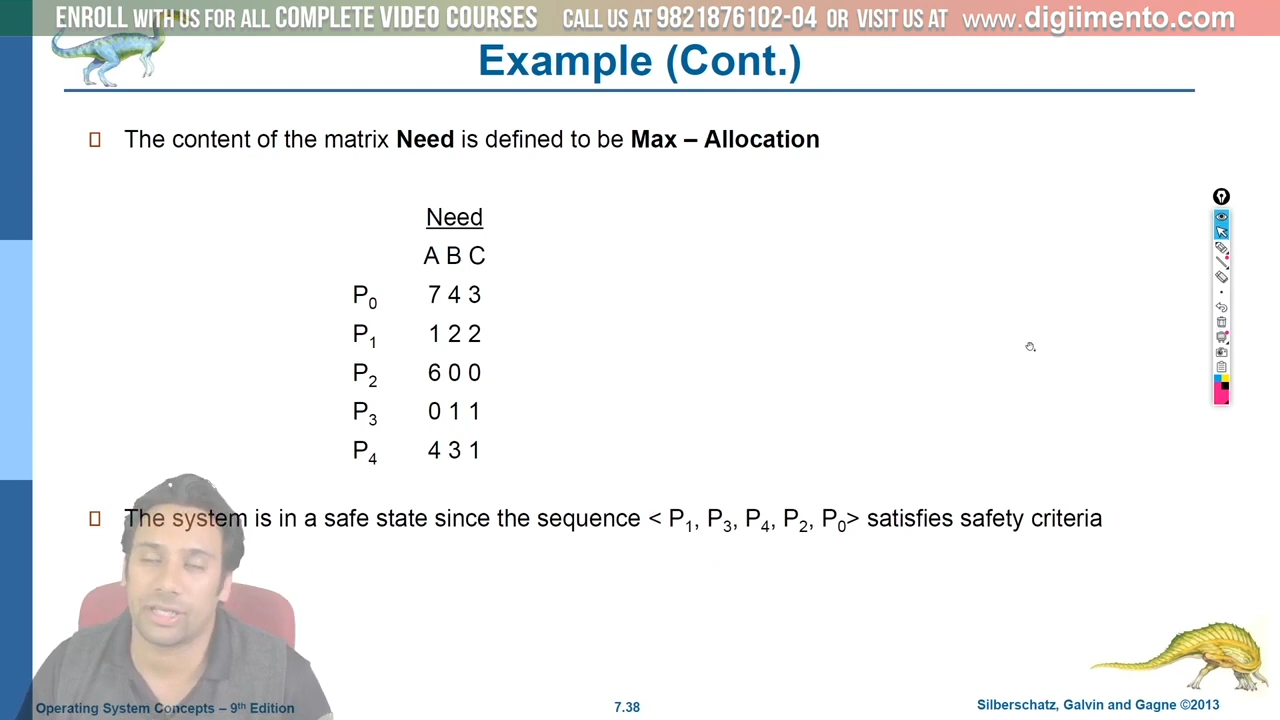 ENROLL WITH US FOR ALL COMPLETE VIDEO COURSES CALL US AT 9821876102-04 OR VISIT US AT www.digiimento.com
Example (Cont.)
The content of the matrix Need is defined to be Max – Allocation
Need
A B C
P0 7 4 3
P1 1 2 2
P2 6 0 0
P3 0 1 1
P4 4 3 1
The system is in a safe state since the sequence < P1, P3, P4, P2, P0> satisfies safety criteria
Operating System Concepts – 9th Edition 7.38 Silberschatz, Galvin and Gagne ©2013